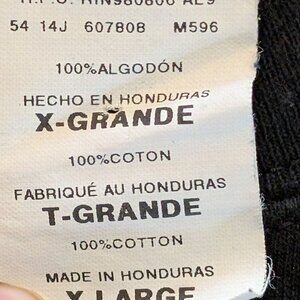 54 14J 607808 M596
100%ALGODÓN
HECHO EN HONDURAS
X-GRANDE
100%COTON
FABRIQUÉ AU HONDURAS
T-GRANDE
100%COTTON
MADE IN HONDURAS
X-LARGE